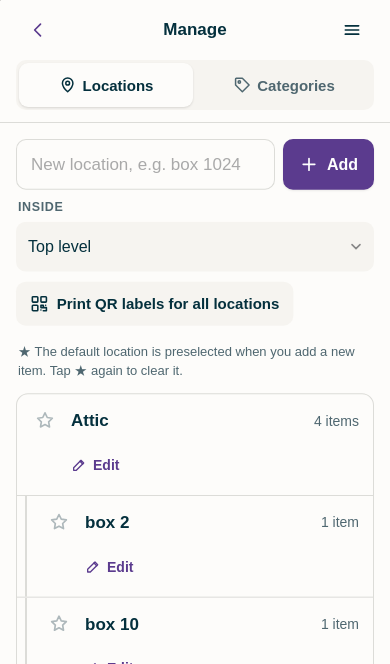 Manage
Locations
Categories
New location, e.g. box 1024
Add
INSIDE
Top level
Print QR labels for all locations
★ The default location is preselected when you add a new
item. Tap ★ again to clear it.
Attic
4 items
Edit
box 2
1 item
Edit
box 10
1 item
Edit